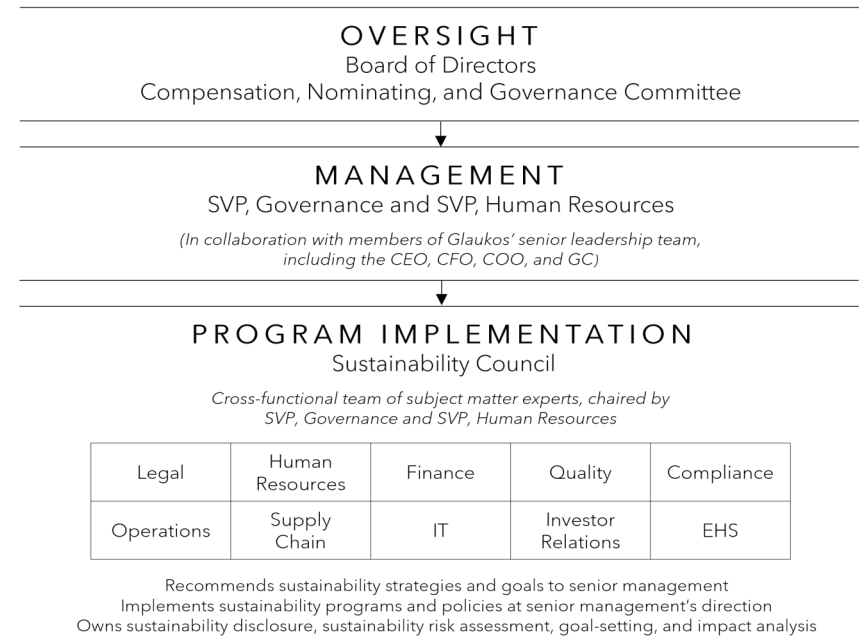 OVERSIGHT
Board of Directors
Compensation, Nominating, and Governance Committee
MANAGEMENT
SVP, Governance and SVP, Human Resources
(In collaboration with members of Glaukos' senior leadership team,
including the CEO, CFO, COO, and GC)
PROGRAM IMPLEMENTATION
Sustainability Council
Cross-functional team of subject matter experts, chaired by
SVP, Governance and SVP, Human Resources
Legal
Human
Resources
Finance
Quality
Compliance
Operations
Supply
Chain
IT
Investor
Relations
EHS
Recommends sustainability strategies and goals to senior management
Implements sustainability programs and policies at senior management's direction
Owns sustainability disclosure, sustainability risk assessment, goal-setting, and impact analysis